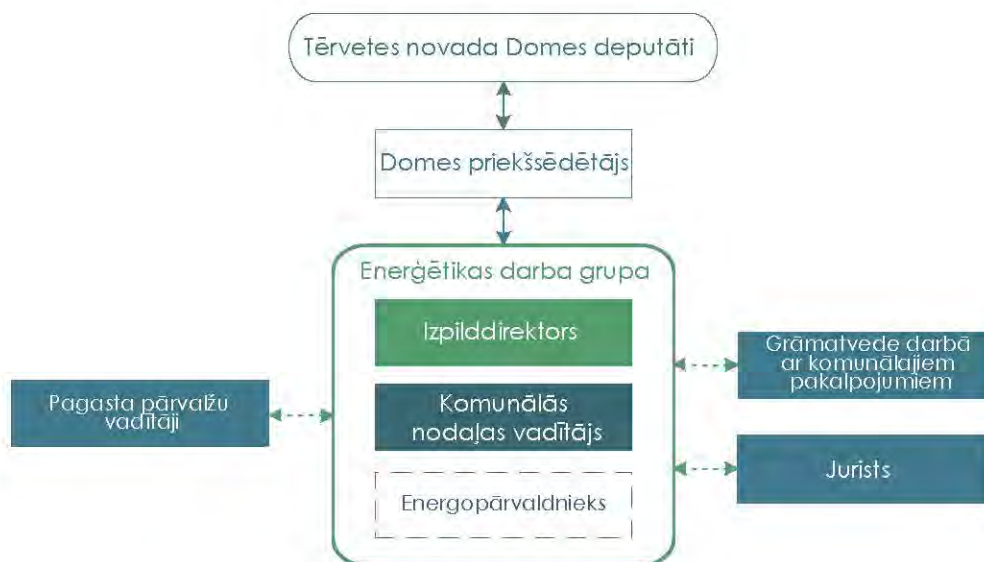 Tērvetes novada Domes deputāti
Domes priekšsēdētājs
Enerģētikas darba grupa
Izpilddirektors
Komunālās
nodaļas vadītājs
Energopārvaldnieks
Pagasta pārvalžu
vadītāji
Grāmatvede darbā
ar komunālajiem
pakalpojumiem
Jurists